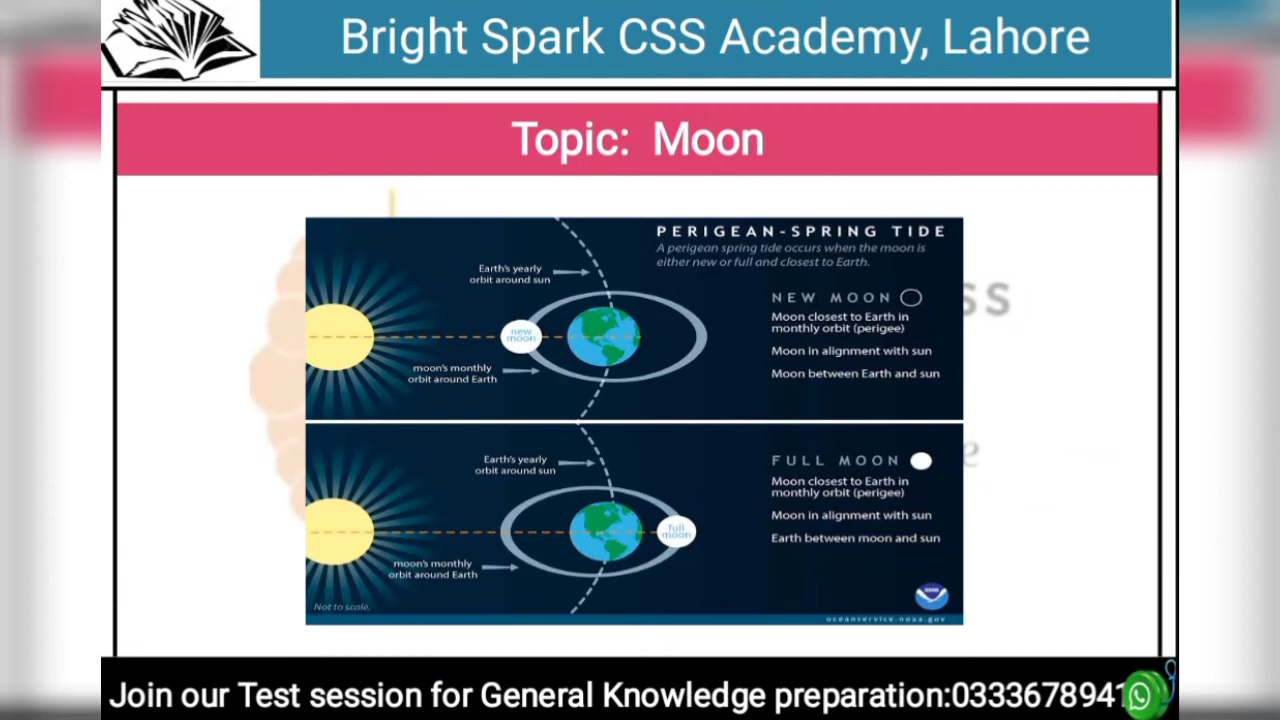 Bright Spark CSS Academy, Lahore
Topic: Moon
PERIGEAN-SPRING TIDE
A perigean spring tide occurs when the moon is
either new or full and closest to Earth.
Earth's yearly
orbit around sun
NEW MOON
new
moon
Moon closest to Earth in
monthly orbit (perigee)
Moon in alignment with sun
moon's monthly
orbit around Earth
Moon between Earth and sun
SS
Earth's yearly
orbit around sun
FULL MOON
e
Moon closest to Earth in
monthly orbit (perigee)
full
moon
Moon in alignment with sun
Earth between moon and sun
moon's monthly
orbit around Earth
Not to scale.
NOAA
oceanservice.noaa.gov
Join our Test session for General Knowledge preparation:0333678941